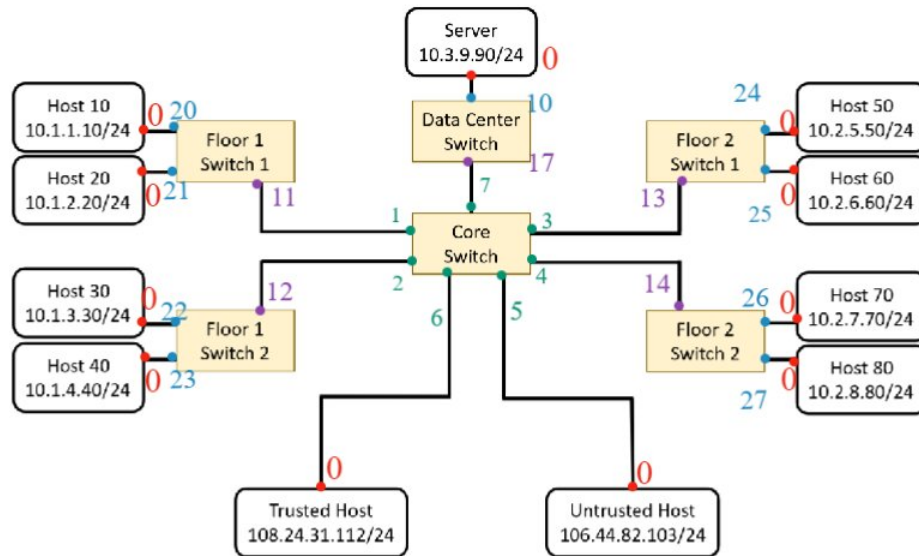 Server
10.3.9.90/24
0
10
Data Center
Switch
17
7
Host 10
10.1.1.10/24
0
20
Host 20
10.1.2.20/24
0
21
Floor 1
Switch 1
11
24
Host 50
10.2.5.50/24
0
Floor 2
Switch 1
13
Host 60
10.2.6.60/24
0
25
1
3
Core
Switch
2
4
6
5
Host 30
10.1.3.30/24
0
22
Host 40
10.1.4.40/24
0
23
12
Floor 1
Switch 2
14
26
Host 70
10.2.7.70/24
0
Floor 2
Switch 2
Host 80
10.2.8.80/24
0
27
0
Trusted Host
108.24.31.112/24
0
Untrusted Host
106.44.82.103/24